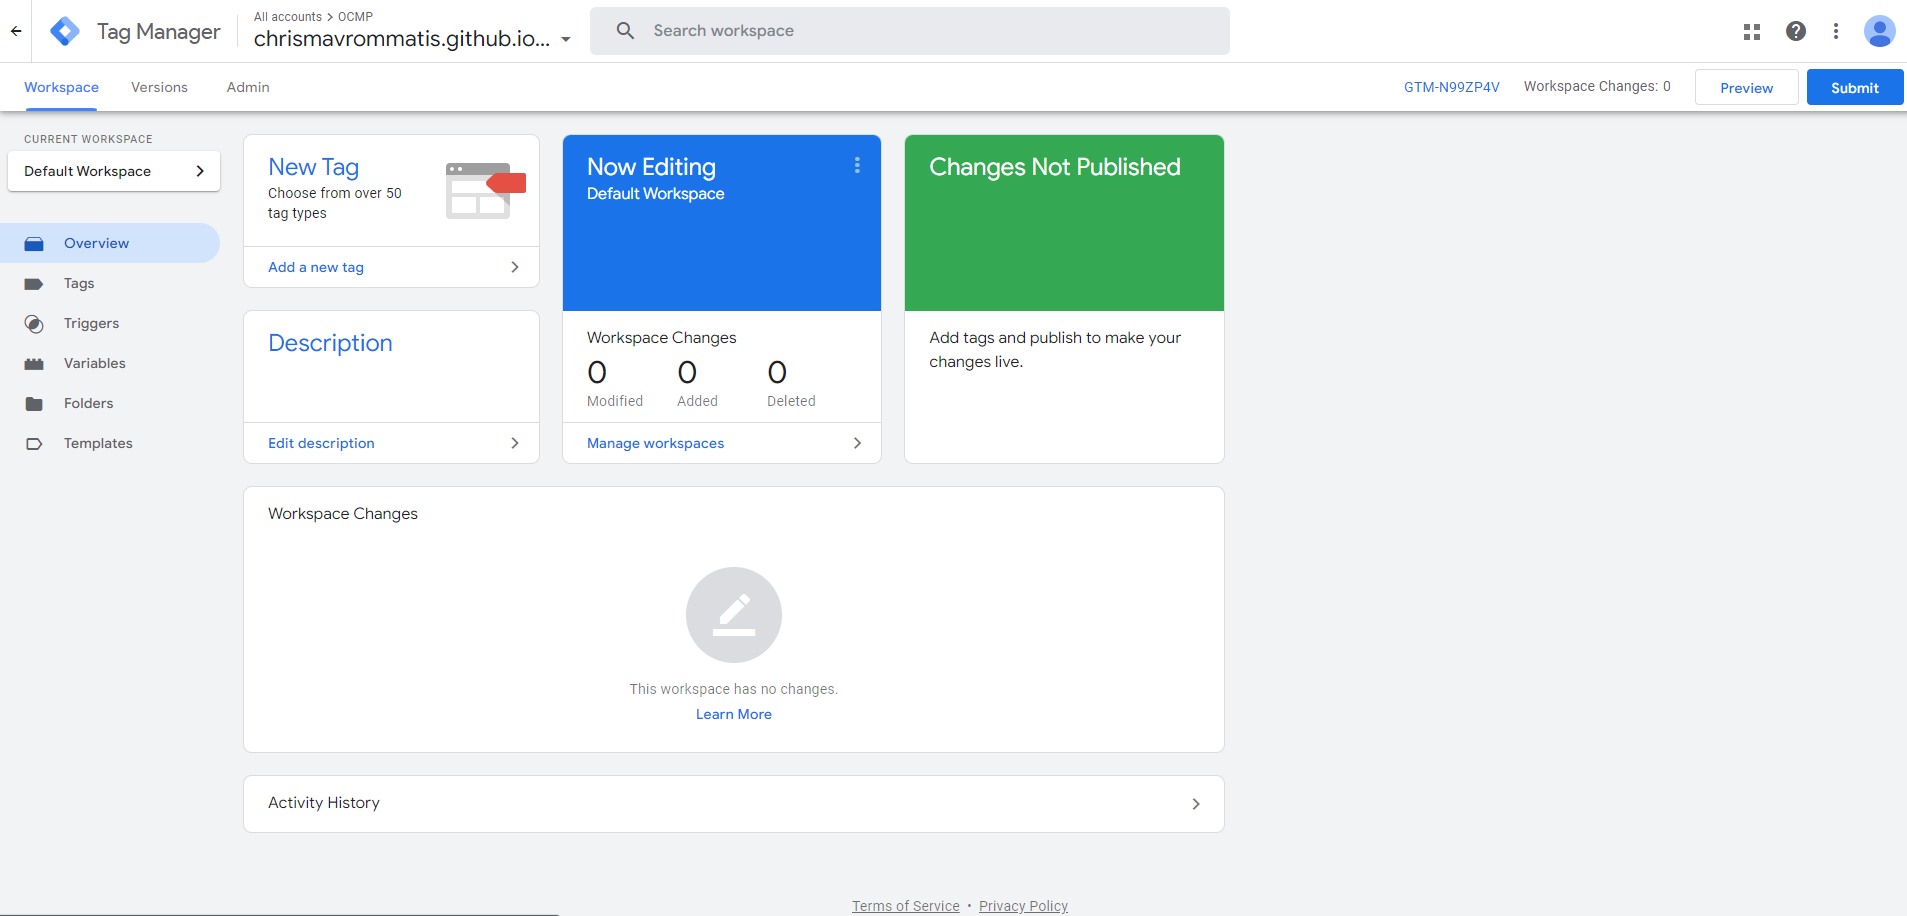 Tag Manager
All accounts > OCMP
chrismavrommatis.github.io...
Search workspace
Workspace
Versions
Admin
GTM-N99ZP4V
Workspace Changes: 0
Preview
Submit
CURRENT WORKSPACE
Default Workspace
Overview
Tags
Triggers
Variables
Folders
Templates
New Tag
Choose from over 50
tag types
Add a new tag
Description
Edit description
Now Editing
Default Workspace
Workspace Changes
0 0 0
Modified Added Deleted
Manage workspaces
Changes Not Published
Add tags and publish to make your
changes live.
Workspace Changes
This workspace has no changes.
Learn More
Activity History
Terms of Service • Privacy Policy